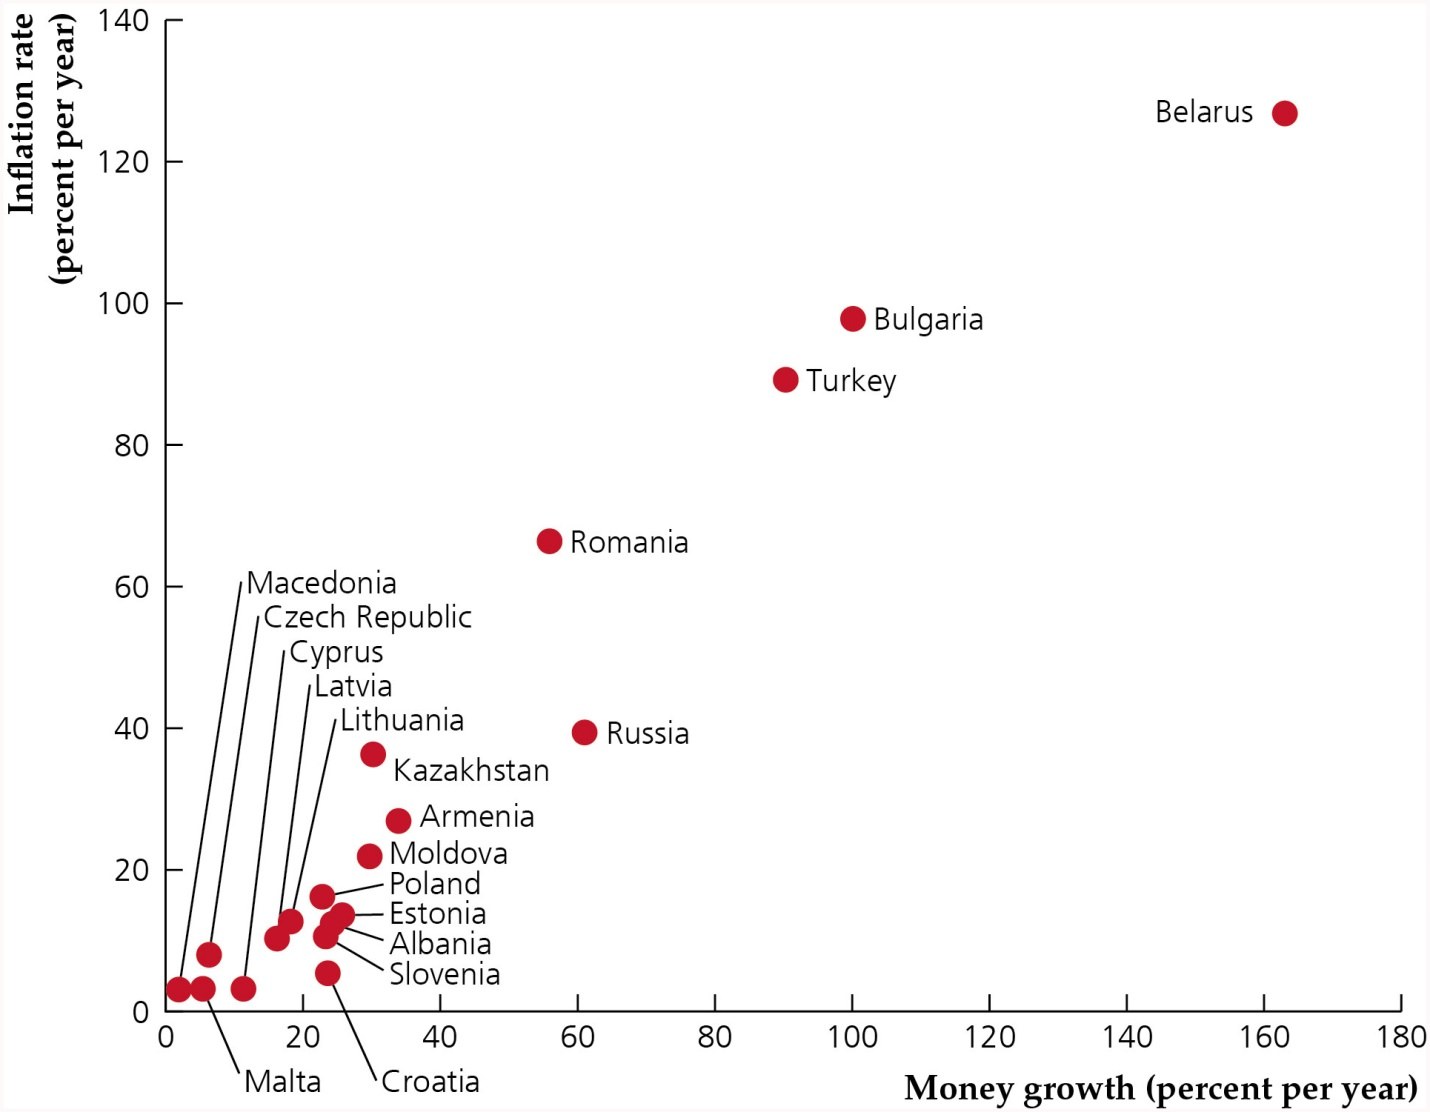 Inflation rate
(percent per year)
140
120
100
80
60
40
20
0
Belarus
Bulgaria
Turkey
Romania
Macedonia
Czech Republic
Cyprus
Latvia
Lithuania
Russia
Kazakhstan
Armenia
Moldova
Poland
Estonia
Albania
Slovenia
0 20 40 60 80 100 120 140 160 180
Malta
Croatia
Money growth (percent per year)